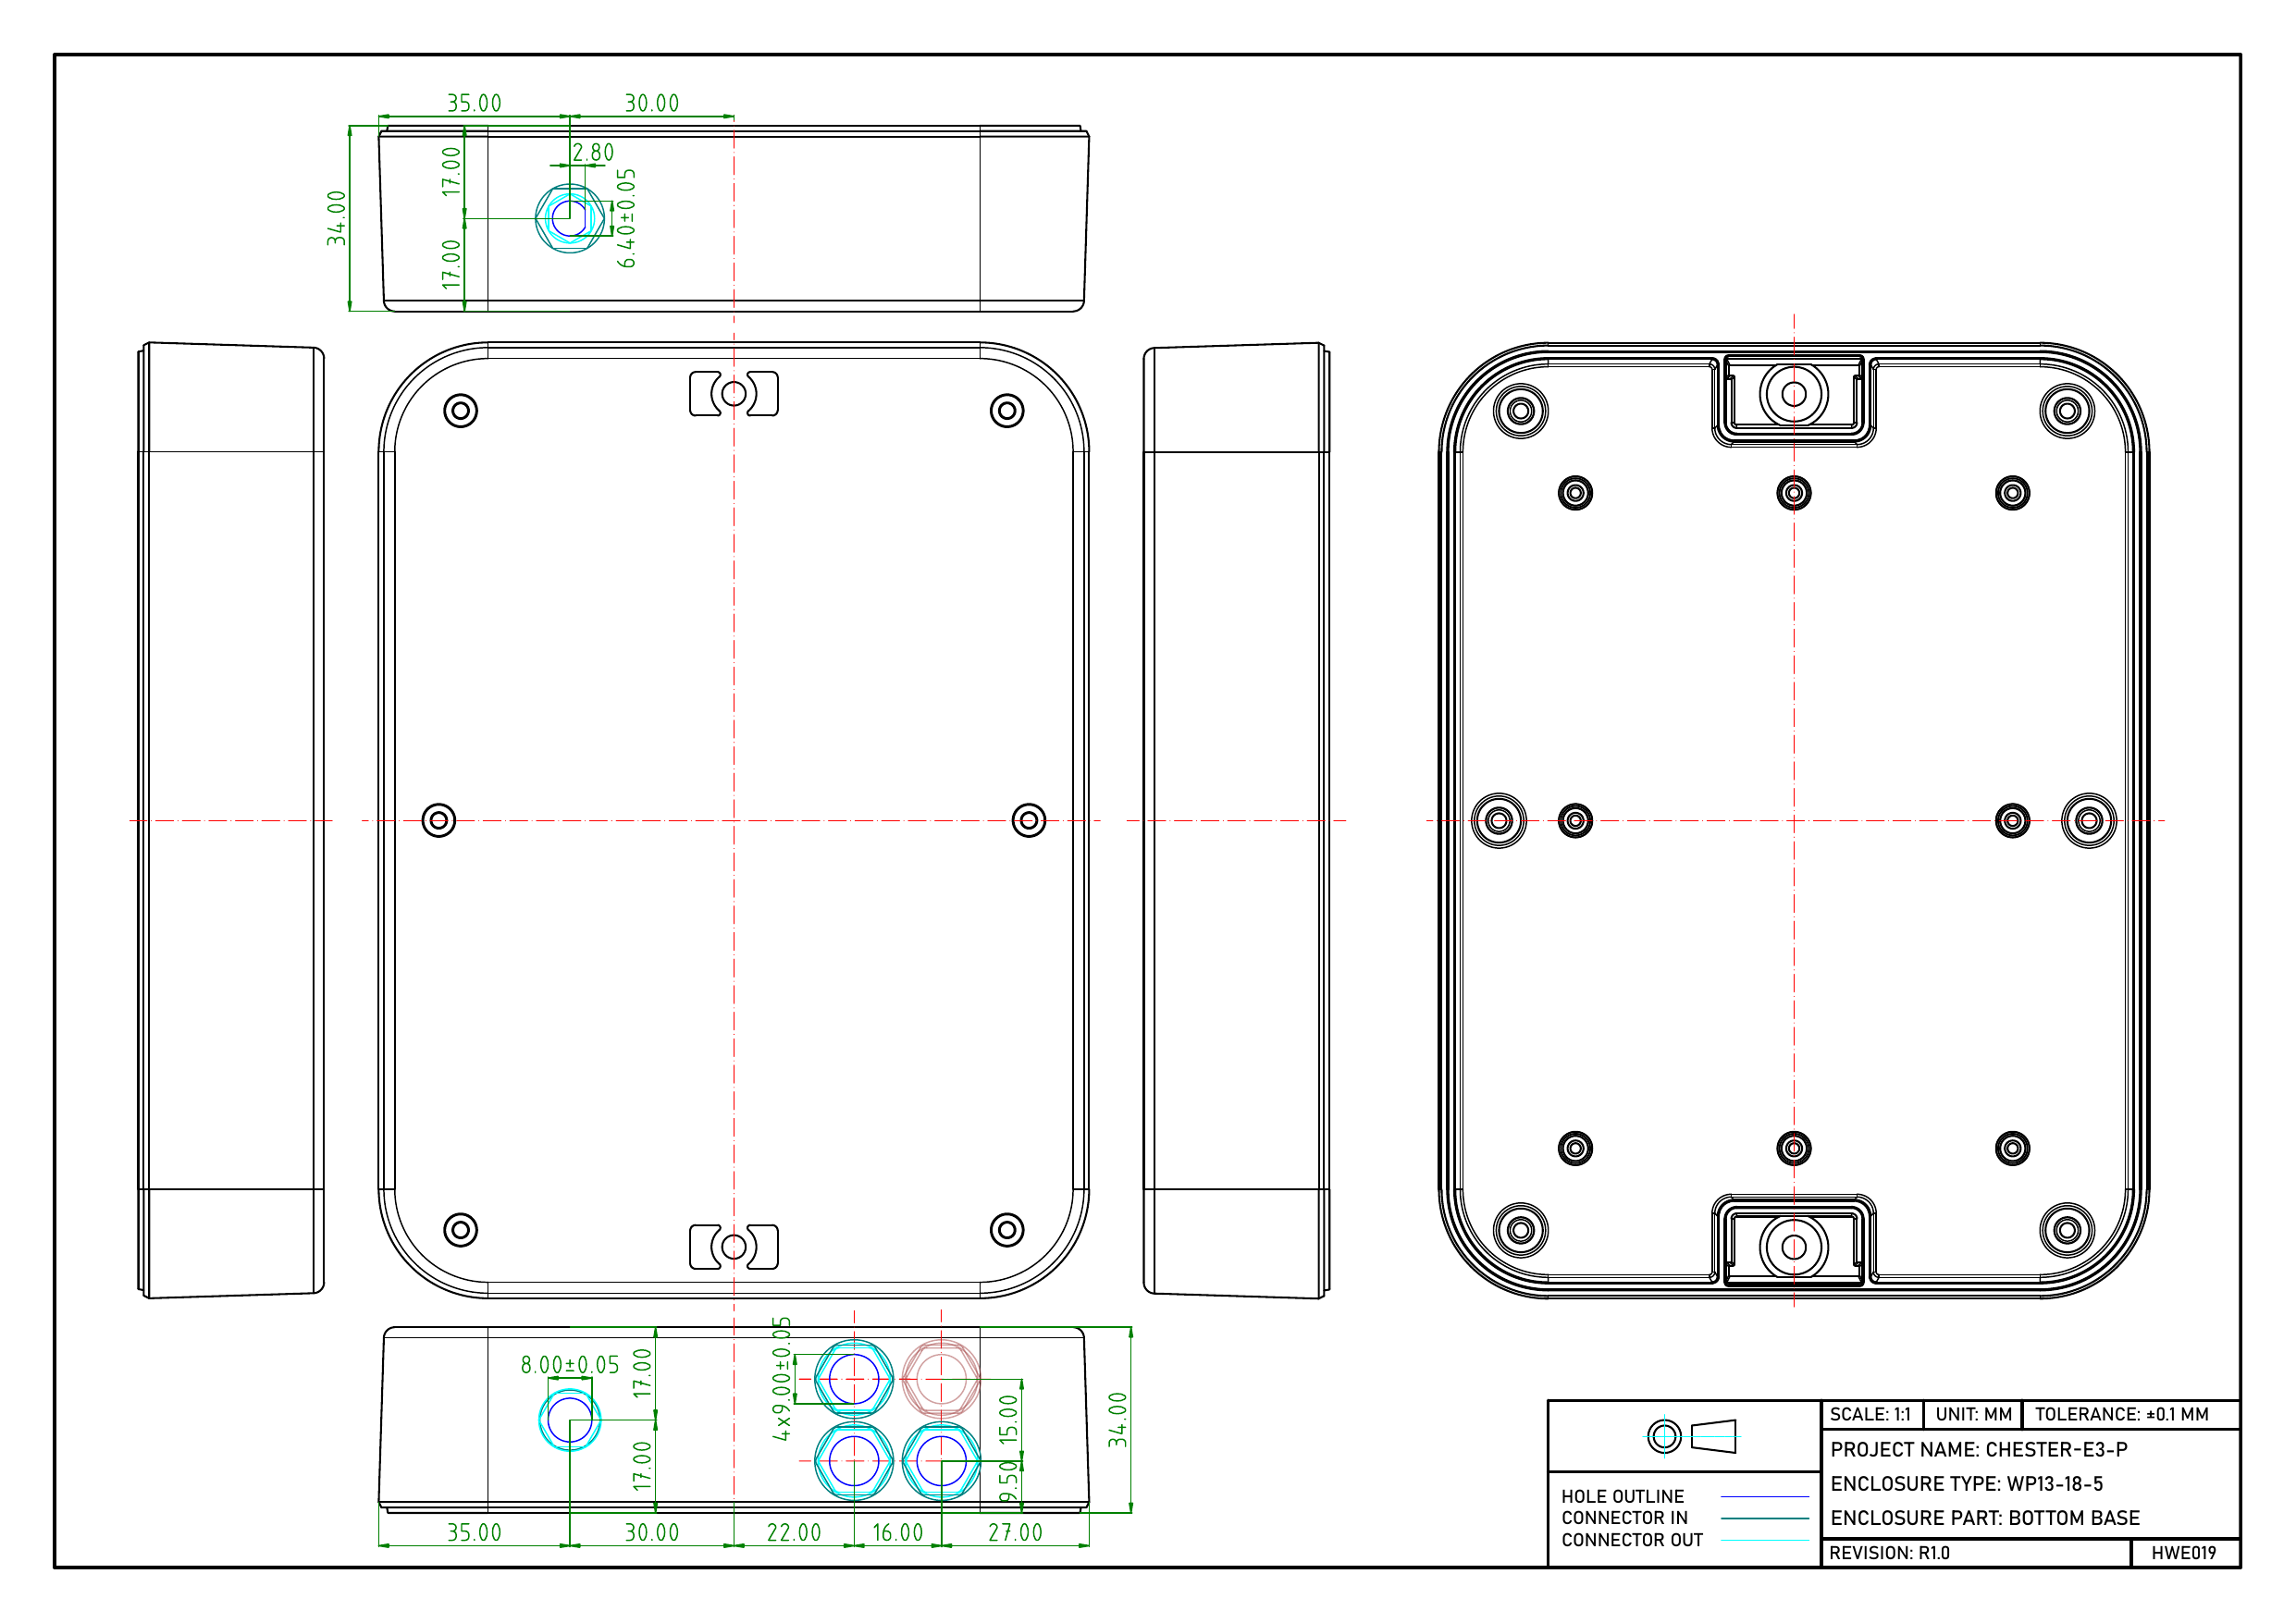 35.00
30.00
2.80
17.00
6.40±0.05
34.00
17.00
4x9.00±0.05
8.00±0.05
17.00
15.00
34.00
17.00
9.50
35.00
30.00
22.00
16.00
27.00
SCALE: 1:1
UNIT: MM
TOLERANCE: ±0.1 MM
PROJECT NAME: CHESTER-E3-P
ENCLOSURE TYPE: WP13-18-5
ENCLOSURE PART: BOTTOM BASE
HOLE OUTLINE
CONNECTOR IN
CONNECTOR OUT
REVISION: R1.0
HWE019